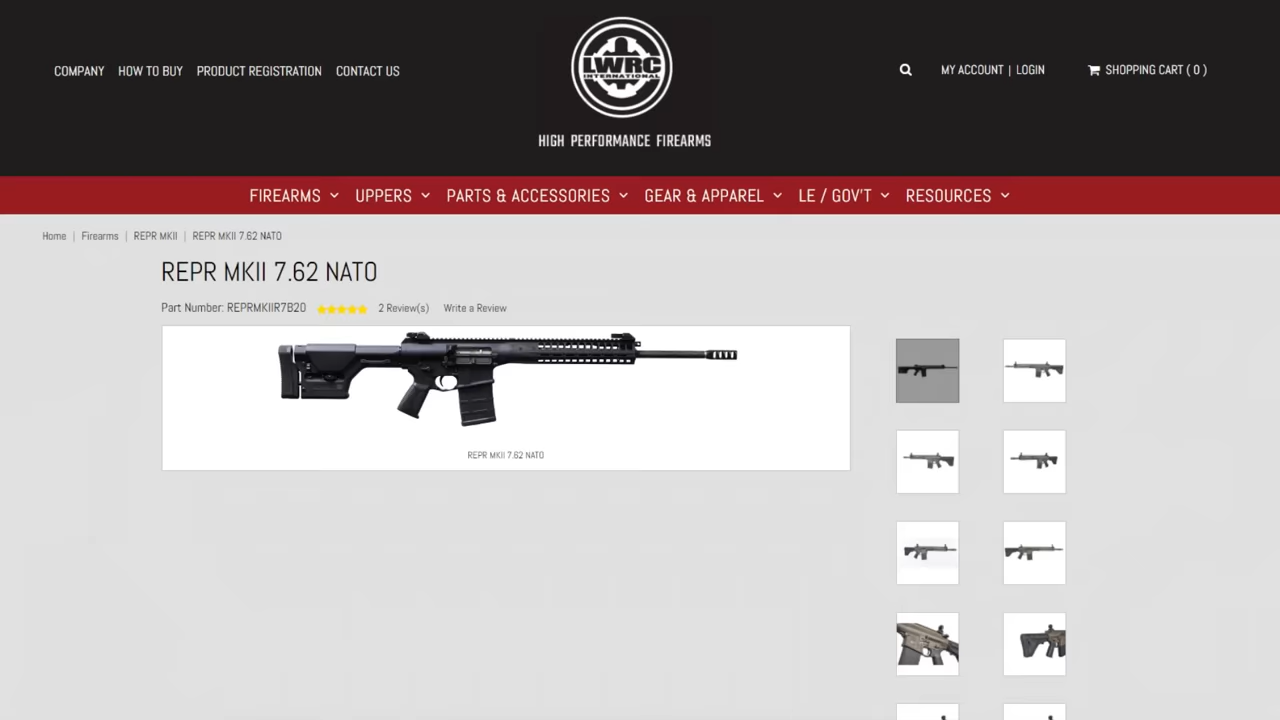 COMPANY HOW TO BUY PRODUCT REGISTRATION CONTACT US
LWRC
INTERNATIONAL
HIGH PERFORMANCE FIREARMS
MY ACCOUNT | LOGIN
SHOPPING CART ( 0 )
FIREARMS UPPERS PARTS & ACCESSORIES GEAR & APPAREL LE / GOV'T RESOURCES
Home | Firearms | REPR MKII | REPR MKII 7.62 NATO
REPR MKII 7.62 NATO
Part Number: REPRMKIIR7B20 2 Review(s) Write a Review
REPR MKII 7.62 NATO